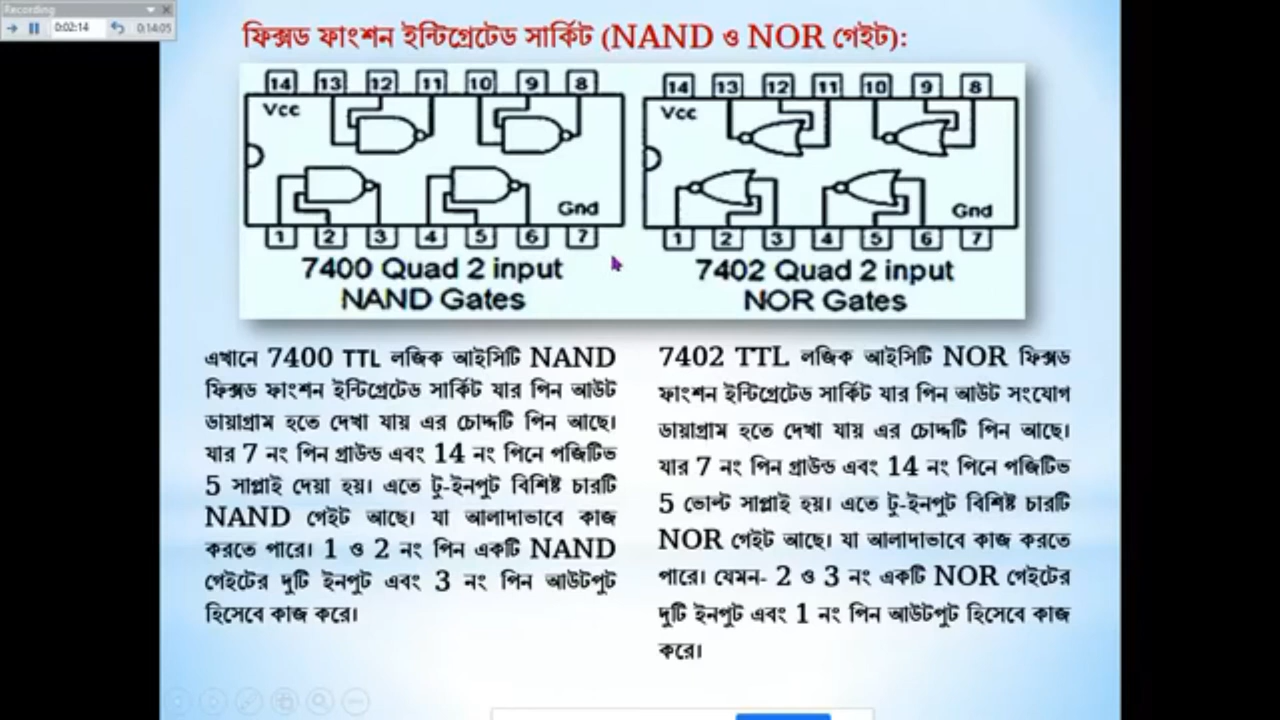 Recording
0:02:14
0:14:05
ফিক্সড ফাংশন ইন্টিগ্রেটেড সার্কিট (NAND ও NOR গেইট):
14 13 12 11 10 9 8
Vcc
Gnd
1 2 3 4 5 6 7
7400 Quad 2 input
NAND Gates
14 13 12 11 10 9 8
Vcc
Gnd
1 2 3 4 5 6 7
7402 Quad 2 input
NOR Gates
এখানে 7400 TTL লজিক আইসিটি NAND
ফিক্সড ফাংশন ইন্টিগ্রেটেড সার্কিট যার পিন আউট
ডায়াগ্রাম হতে দেখা যায় এর চোদ্দটি পিন আছে।
যার 7 নং পিন গ্রাউন্ড এবং 14 নং পিনে পজিটিভ
5 সাপ্লাই দেয়া হয়। এতে টু-ইনপুট বিশিষ্ট চারটি
NAND গেইট আছে। যা আলাদাভাবে কাজ
করতে পারে। 1 ও 2 নং পিন একটি NAND
গেইটের দুটি ইনপুট এবং 3 নং পিন আউটপুট
হিসেবে কাজ করে।
7402 TTL লজিক আইসিটি NOR ফিক্সড
ফাংশন ইন্টিগ্রেটেড সার্কিট যার পিন আউট সংযোগ
ডায়াগ্রাম হতে দেখা যায় এর চোদ্দটি পিন আছে।
যার 7 নং পিন গ্রাউন্ড এবং 14 নং পিনে পজিটিভ
5 ভোল্ট সাপ্লাই হয়। এতে টু-ইনপুট বিশিষ্ট চারটি
NOR গেইট আছে। যা আলাদাভাবে কাজ করতে
পারে। যেমন- 2 ও 3 নং একটি NOR গেইটের
দুটি ইনপুট এবং 1 নং পিন আউটপুট হিসেবে কাজ
করে।